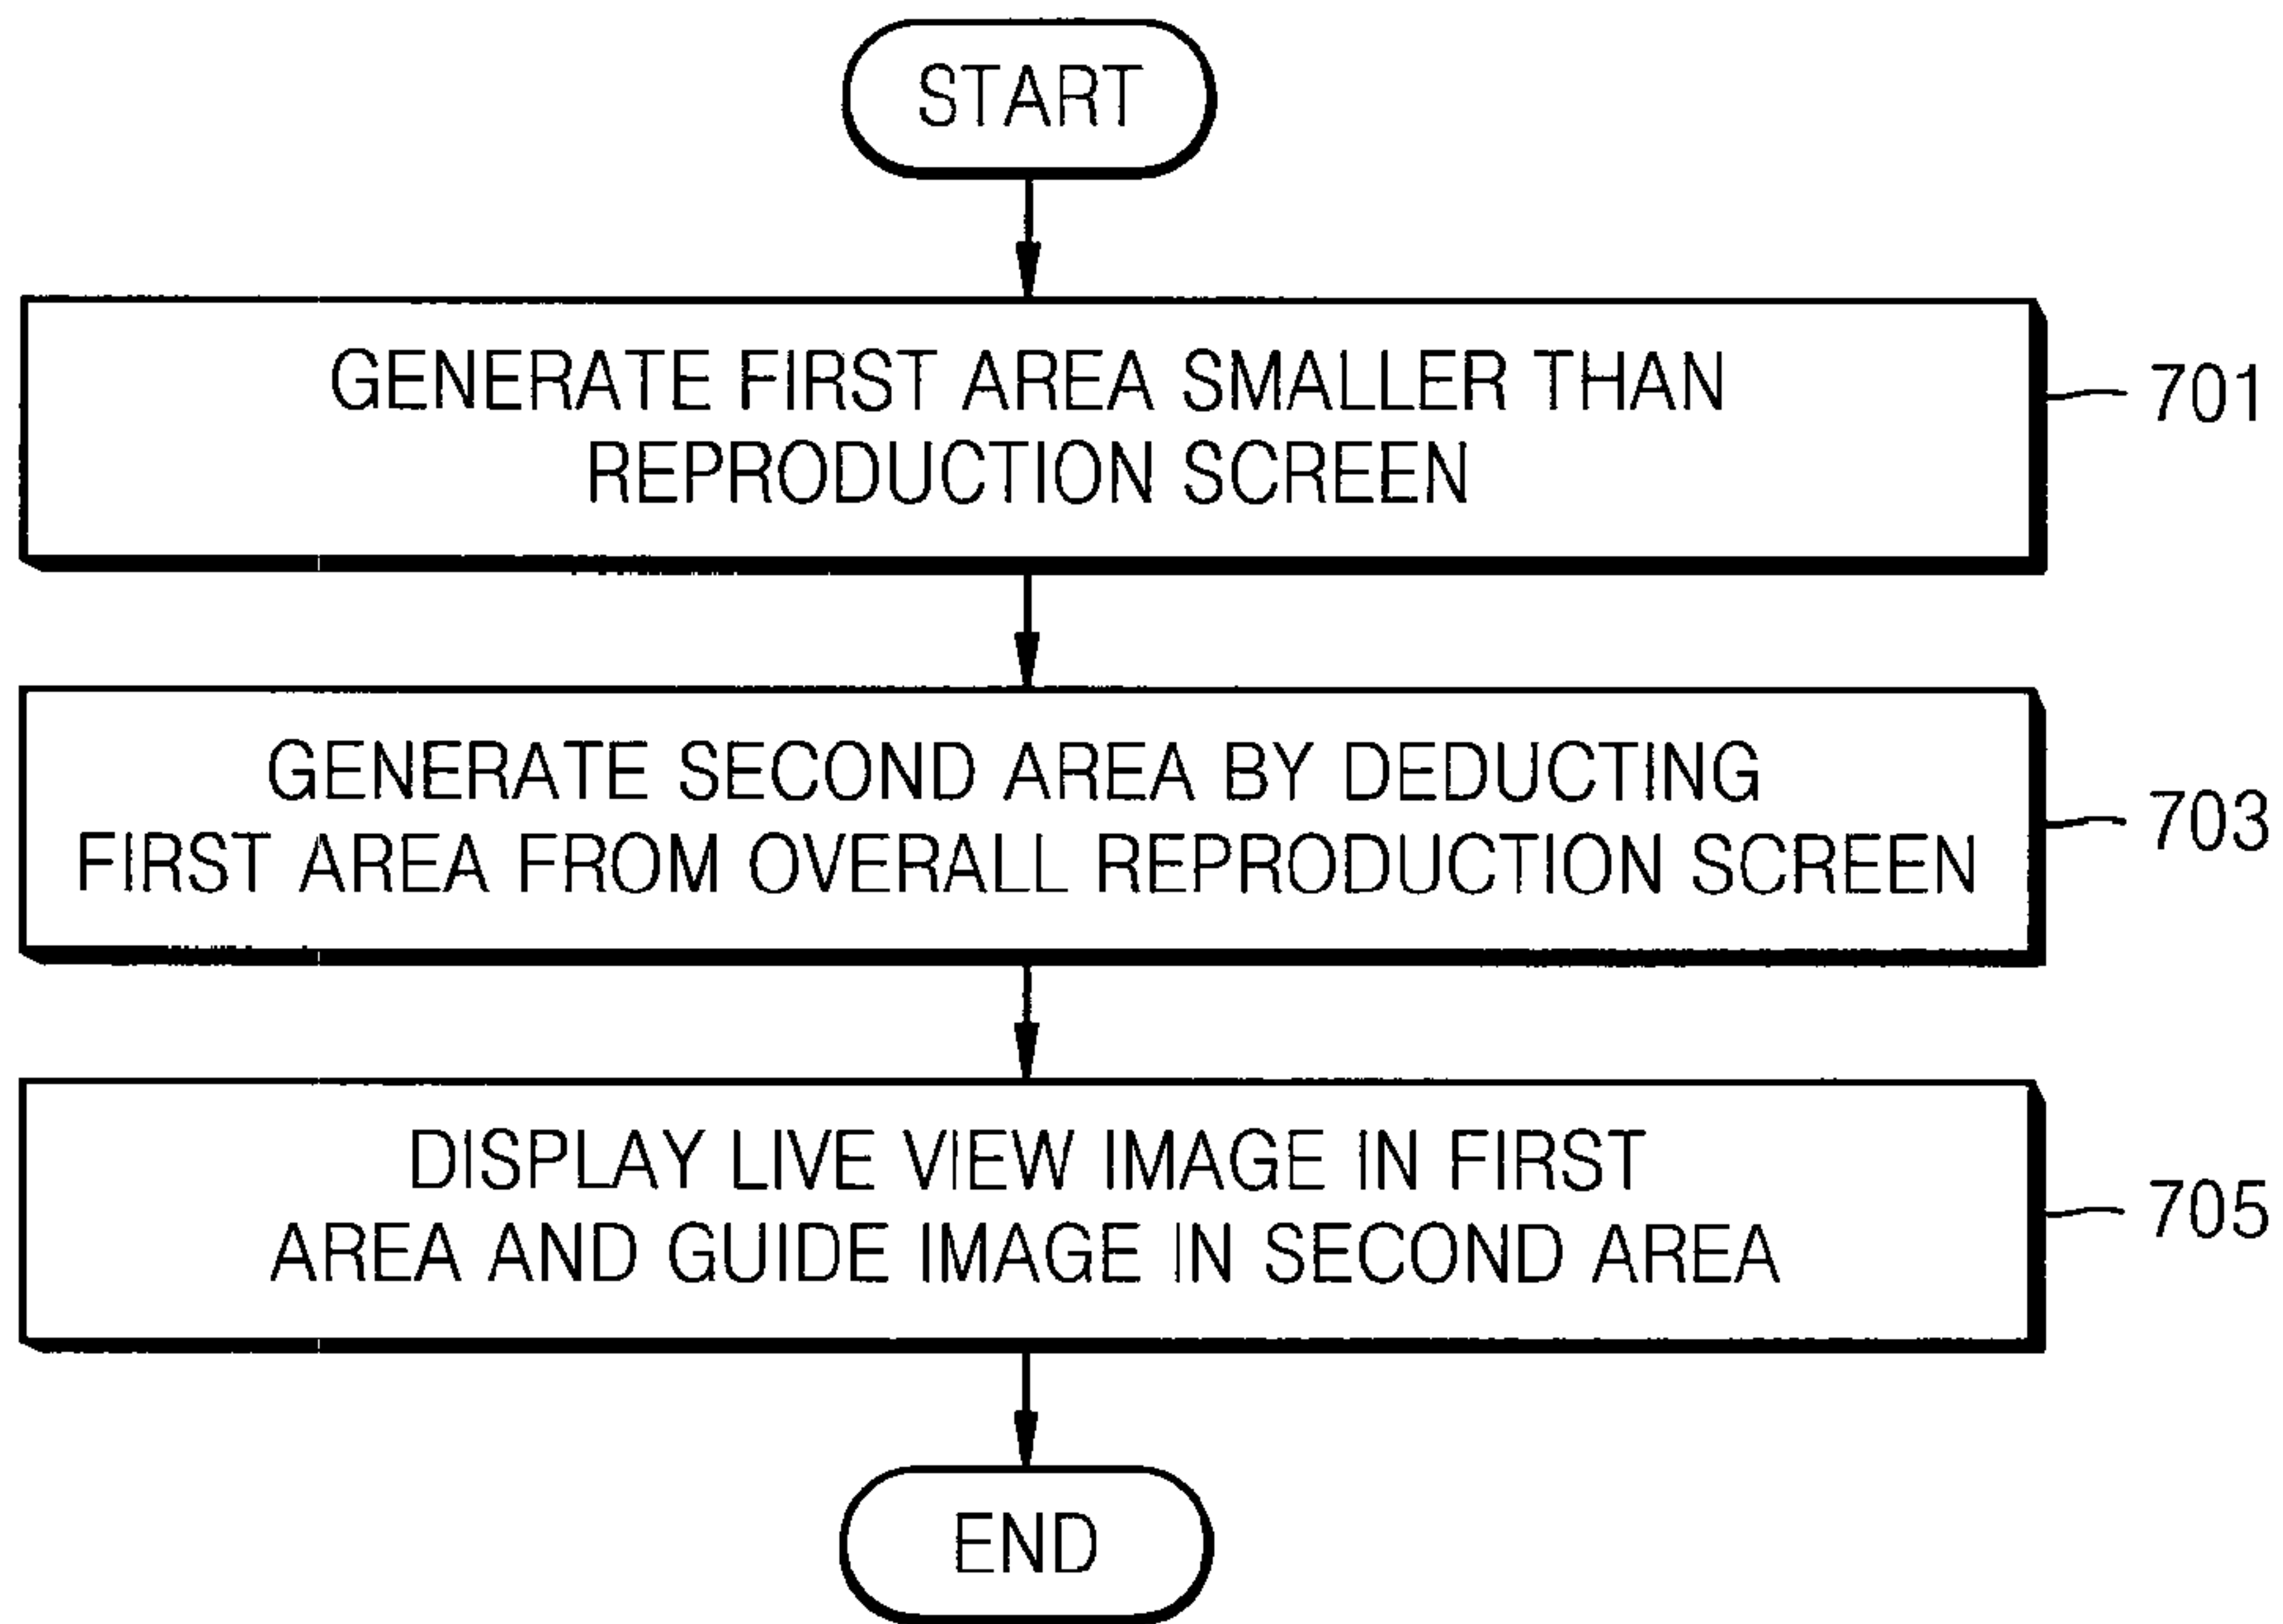 START
GENERATE FIRST AREA SMALLER THAN
REPRODUCTION SCREEN
701
GENERATE SECOND AREA BY DEDUCTING
FIRST AREA FROM OVERALL REPRODUCTION SCREEN
703
DISPLAY LIVE VIEW IMAGE IN FIRST
AREA AND GUIDE IMAGE IN SECOND AREA
705
END